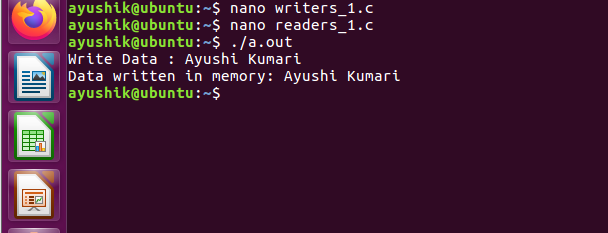 ayushik@ubuntu:~$ nano writers_1.c
ayushik@ubuntu:~$ nano readers_1.c
ayushik@ubuntu:~$ ./a.out
Write Data : Ayushi Kumari
Data written in memory: Ayushi Kumari
ayushik@ubuntu:~$